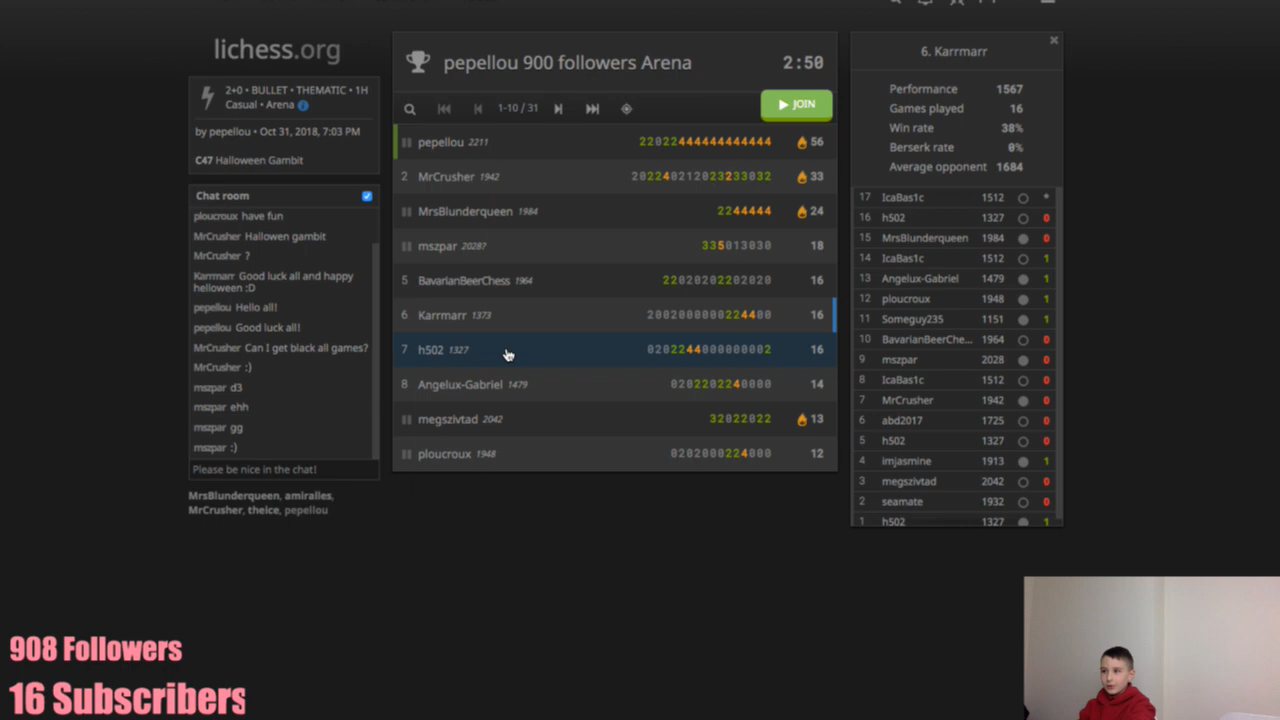 lichess.org
2+0 • BULLET • THEMATIC • 1H
Casual • Arena
by pepellou • Oct 31, 2018, 7:03 PM
C47 Halloween Gambit
Chat room
ploucroux have fun
MrCrusher Hallowen gambit
MrCrusher ?
Karrmarr Good luck all and happy
helloween :D
pepellou Hello all!
pepellou Good luck all!
MrCrusher Can I get black all games?
MrCrusher :)
mszpar d3
mszpar ehh
mszpar gg
mszpar :)
Please be nice in the chat!
MrsBlunderqueen, amiralles,
MrCrusher, theice, pepellou
pepellou 900 followers Arena 2:50
1-10 / 31 JOIN
pepellou 2211 22022444444444444 56
2 MrCrusher 1942 20224021202323032 33
MrsBlunderqueen 1984 2244444 24
mszpar 20287 335013030 18
5 BavarianBeerChess 1964 22020202202020 16
6 Karrmarr 1373 2002000000224400 16
7 h502 1327 0202244000000002 16
8 Angelux-Gabriel 1479 0202202240000 14
megszivtad 2042 32022022 13
ploucroux 1948 0202000224000 12
6. Karrmarr
Performance 1567
Games played 16
Win rate 38%
Berserk rate 0%
Average opponent 1684
17 IcaBas1c 1512 *
16 h502 1327 0
15 MrsBlunderqueen 1984 0
14 IcaBas1c 1512 1
13 Angelux-Gabriel 1479 1
12 ploucroux 1948 1
11 Someguy235 1151 1
10 BavarianBeerChe... 1964 0
9 mszpar 2028 0
8 IcaBas1c 1512 0
7 MrCrusher 1942 0
6 abd2017 1725 0
5 h502 1327 0
4 imjasmine 1913 1
3 megszivtad 2042 0
2 seamate 1932 0
1 h502 1327 1
908 Followers
16 Subscribers